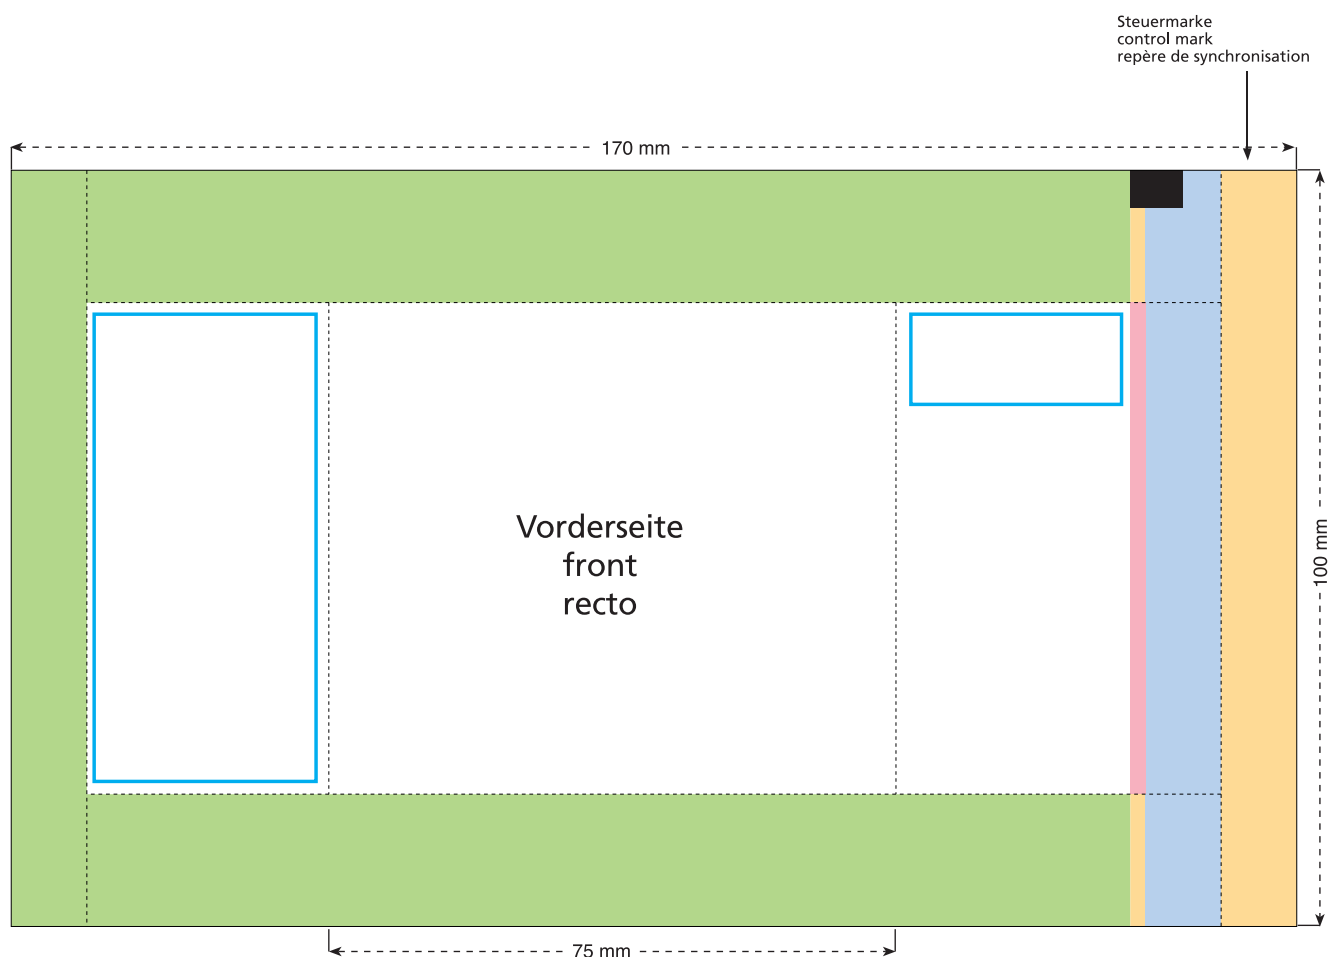 Steuermarke
control mark
repère de synchronisation
170 mm
Vorderseite
front
recto
100 mm
75 mm